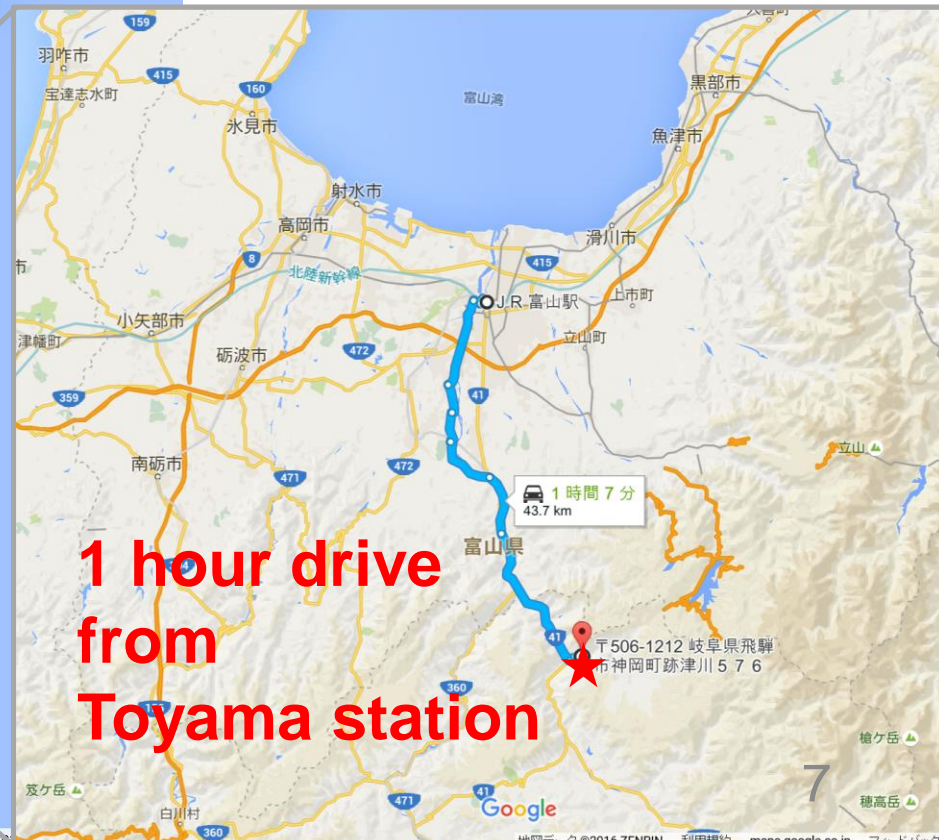 159
羽咋市
415
宝達志水町
160
氷見市
富山湾
黒部市
魚津市
射水市
高岡市
滑川市
8
415
北陸新幹線
市
J R 富山駅
上市町
小矢部市
津幡町
立山町
砺波市
472
359
41
南砺市
472
立山
471
1 時間 7 分
43.7 km
富山県
1 hour drive
from
Toyama station
41
〒506-1212 岐阜県飛騨
市神岡町跡津川5 7 6
360
槍ケ岳
笈ケ岳
471
41
Google
7
穂高岳
白川村
360